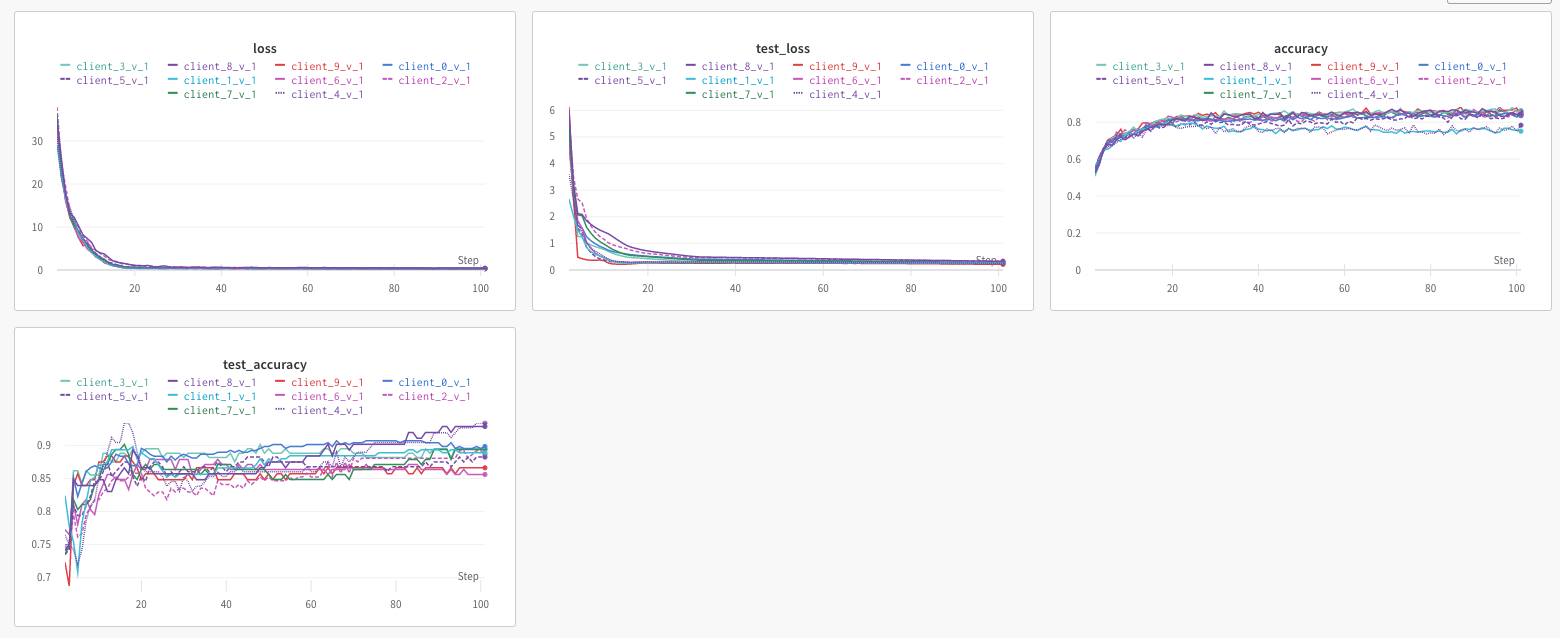 loss
client_3_v_1 client_8_v_1 client_9_v_1 client_0_v_1
client_5_v_1 client_1_v_1 client_6_v_1 client_2_v_1
client_7_v_1 client_4_v_1
30
20
10
0
Step
20 40 60 80 100
test_loss
client_3_v_1 client_8_v_1 client_9_v_1 client_0_v_1
client_5_v_1 client_1_v_1 client_6_v_1 client_2_v_1
client_7_v_1 client_4_v_1
6
5
4
3
2
1
0
Step
20 40 60 80 100
accuracy
client_3_v_1 client_8_v_1 client_9_v_1 client_0_v_1
client_5_v_1 client_1_v_1 client_6_v_1 client_2_v_1
client_7_v_1 client_4_v_1
0.8
0.6
0.4
0.2
0
Step
20 40 60 80 100
test_accuracy
client_3_v_1 client_8_v_1 client_9_v_1 client_0_v_1
client_5_v_1 client_1_v_1 client_6_v_1 client_2_v_1
client_7_v_1 client_4_v_1
0.9
0.85
0.8
0.75
0.7
Step
20 40 60 80 100